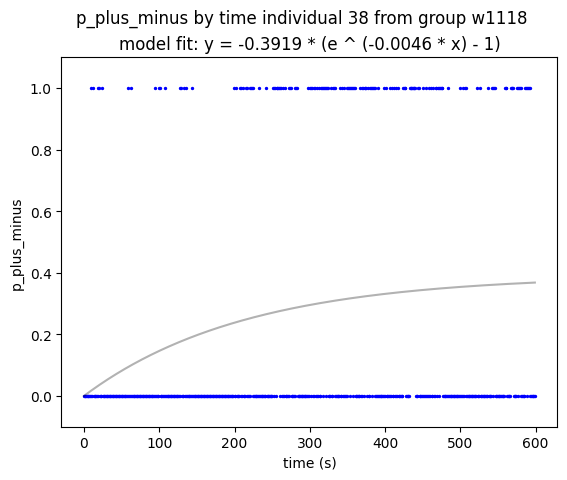 p_plus_minus by time individual 38 from group w1118
model fit: y = -0.3919 * (e ^ (-0.0046 * x) - 1)
1.0
0.8
0.6
0.4
0.2
0.0
p_plus_minus
0 100 200 300 400 500 600
time (s)